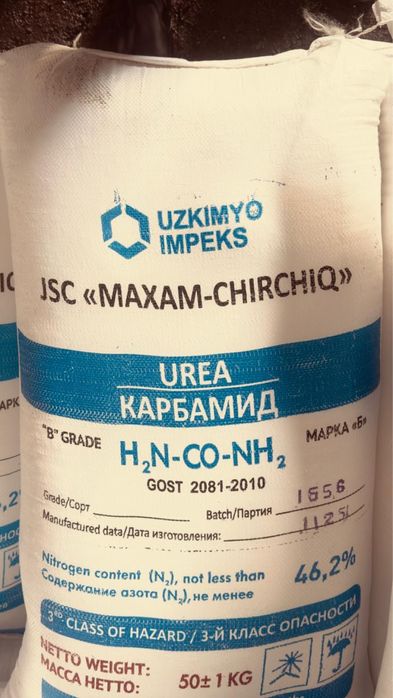 UZKIMYO
IMPEKS
JSC «MAXAM-CHIRCHIQ»
UREA
КАРБАМИД
"B" GRADE
МАРКА «Б»
H₂N-CO-NH₂
GOST 2081-2010
Grade/Сорт
Batch/Партия 1656
Manufactured data/Дата изготовления:
Nitrogen content (N₂), not less than
Содержание азота (N₂), не менее
46,2%
3RD CLASS OF HAZARD / 3-Й КЛАСС ОПАСНОСТИ
NETTO WEIGHT:
МАССА НЕТТО:
50± 1 KG